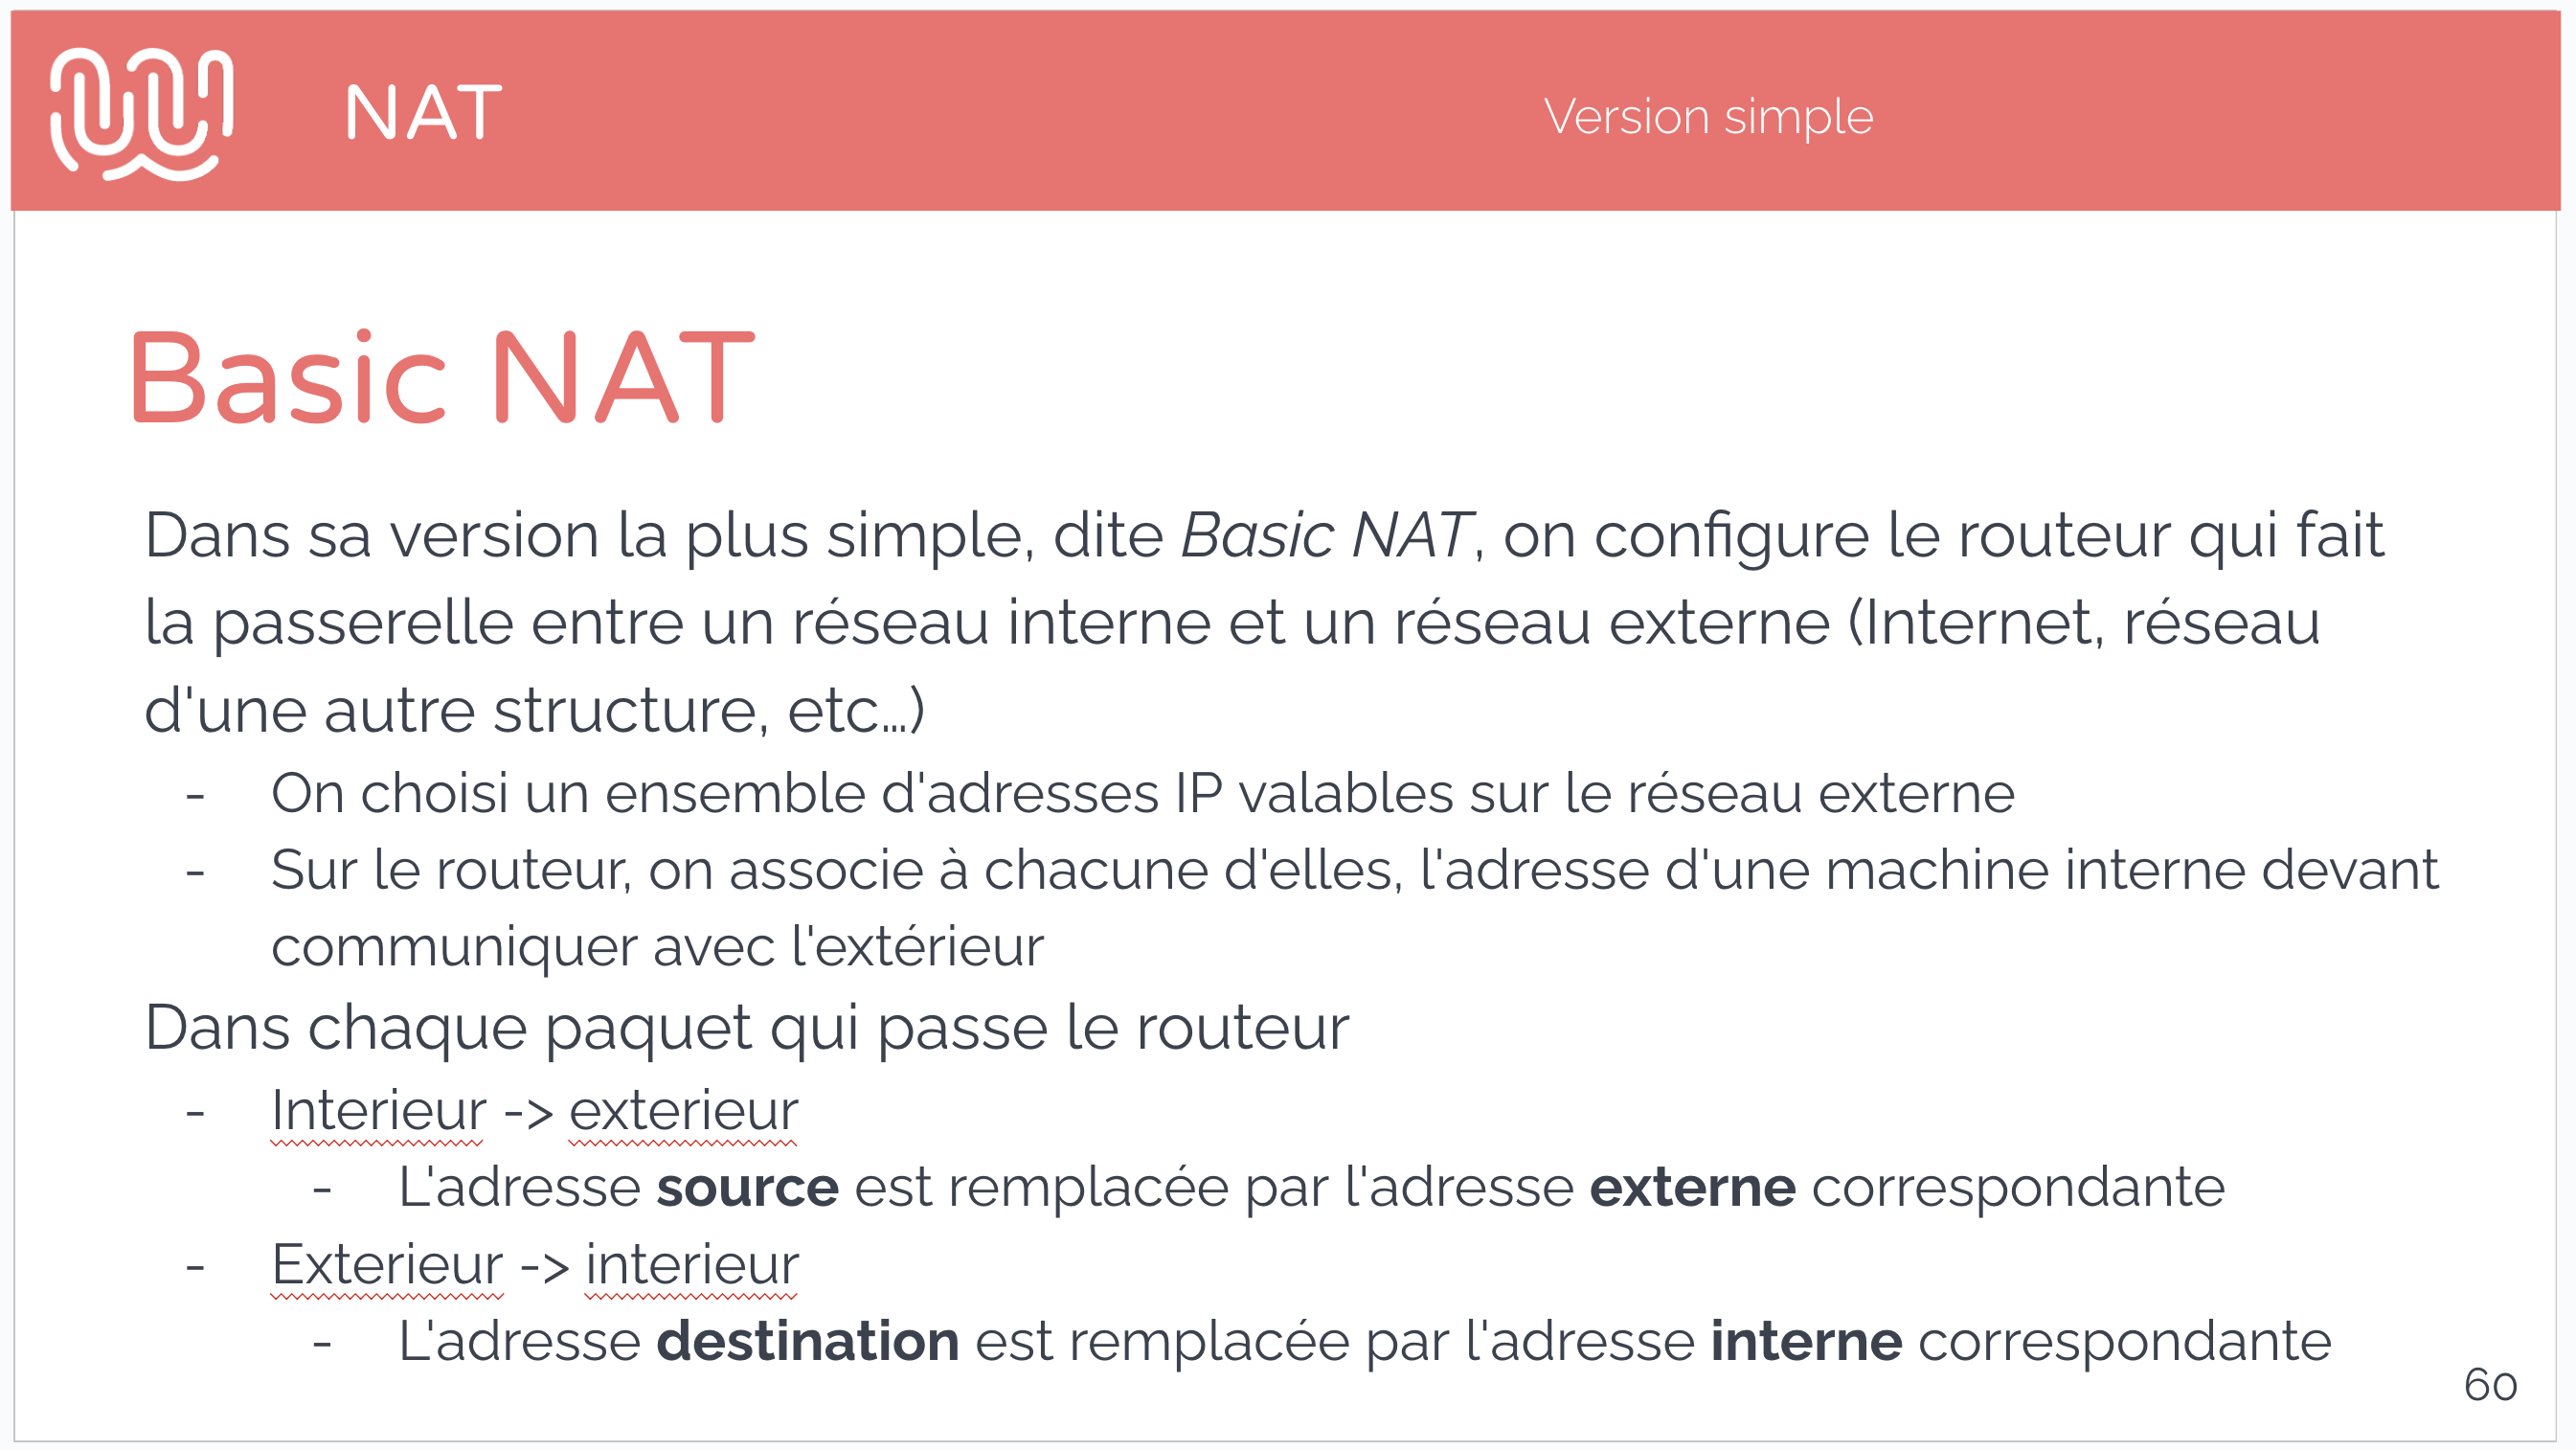 NAT
Version simple
Basic NAT
Dans sa version la plus simple, dite Basic NAT, on configure le routeur qui fait
la passerelle entre un réseau interne et un réseau externe (Internet, réseau
d'une autre structure, etc…)
- On choisi un ensemble d'adresses IP valables sur le réseau externe
- Sur le routeur, on associe à chacune d'elles, l'adresse d'une machine interne devant
communiquer avec l'extérieur
Dans chaque paquet qui passe le routeur
- Interieur -> exterieur
- L'adresse source est remplacée par l'adresse externe correspondante
- Exterieur -> interieur
- L'adresse destination est remplacée par l'adresse interne correspondante
60